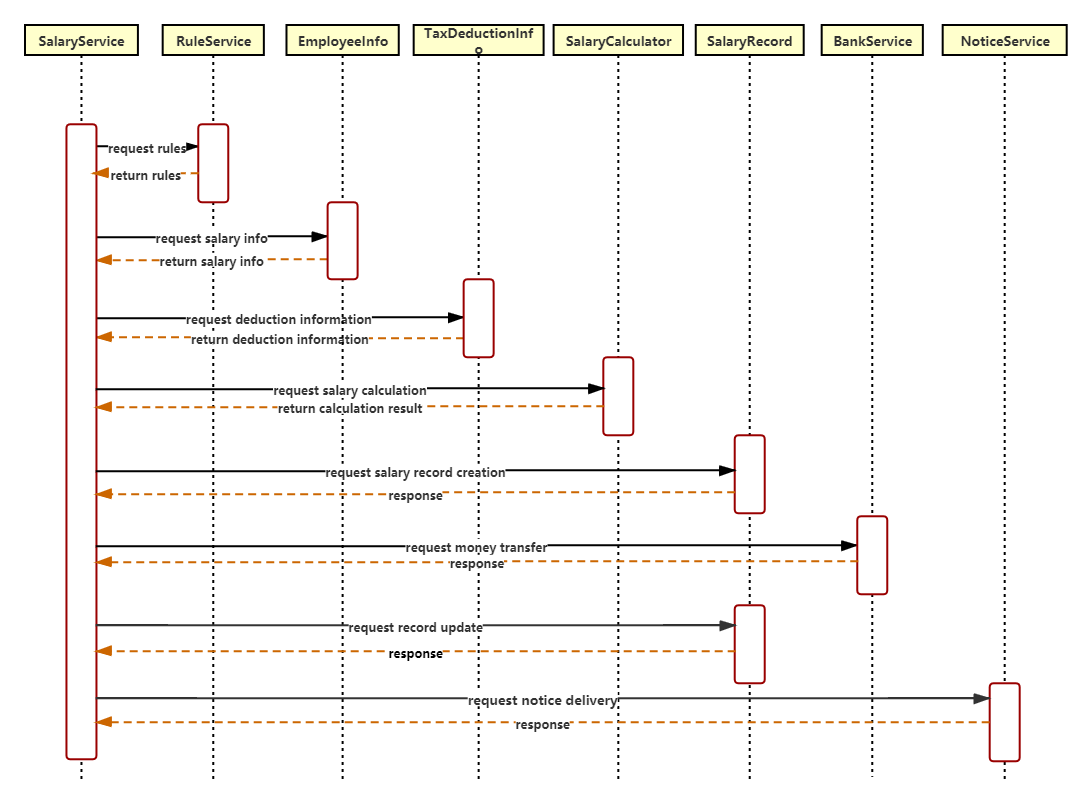 SalaryService
RuleService
EmployeeInfo
TaxDeductionInf
o
SalaryCalculator
SalaryRecord
BankService
NoticeService
request rules
return rules
request salary info
return salary info
request deduction information
return deduction information
request salary calculation
return calculation result
request salary record creation
response
request money transfer
response
request record update
response
request notice delivery
response